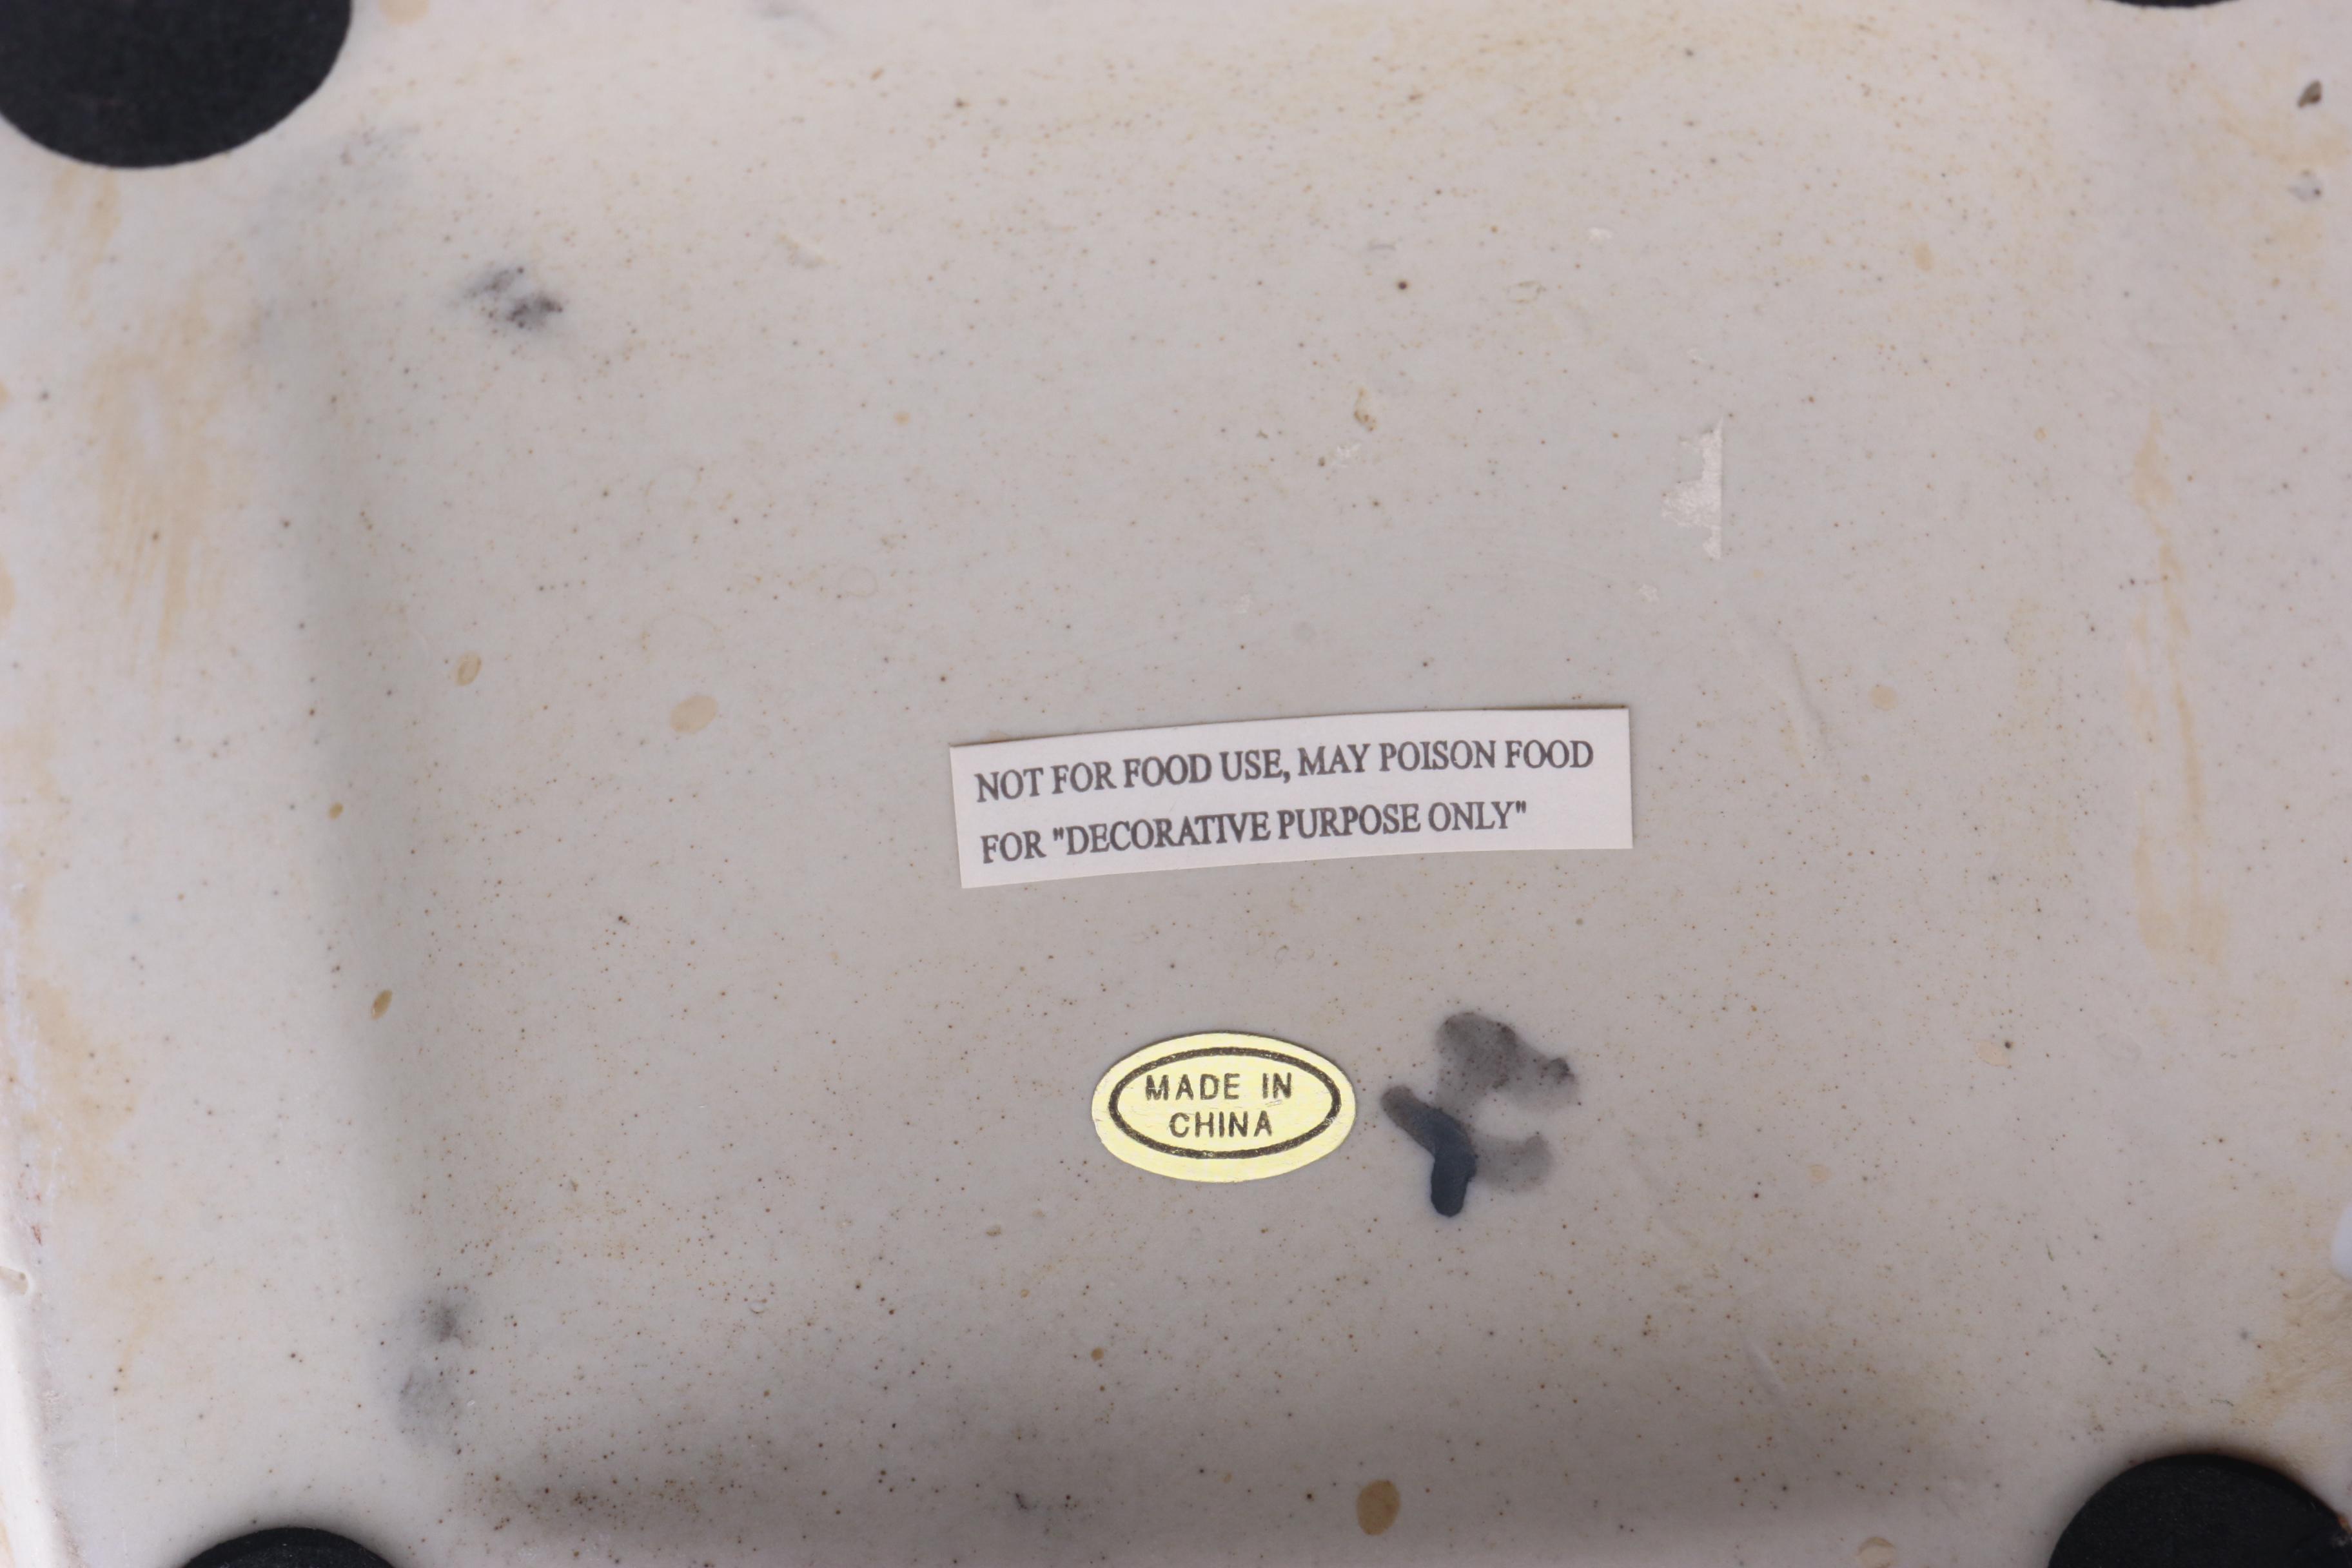 NOT FOR FOOD USE, MAY POISON FOOD
FOR "DECORATIVE PURPOSE ONLY"
MADE IN
CHINA